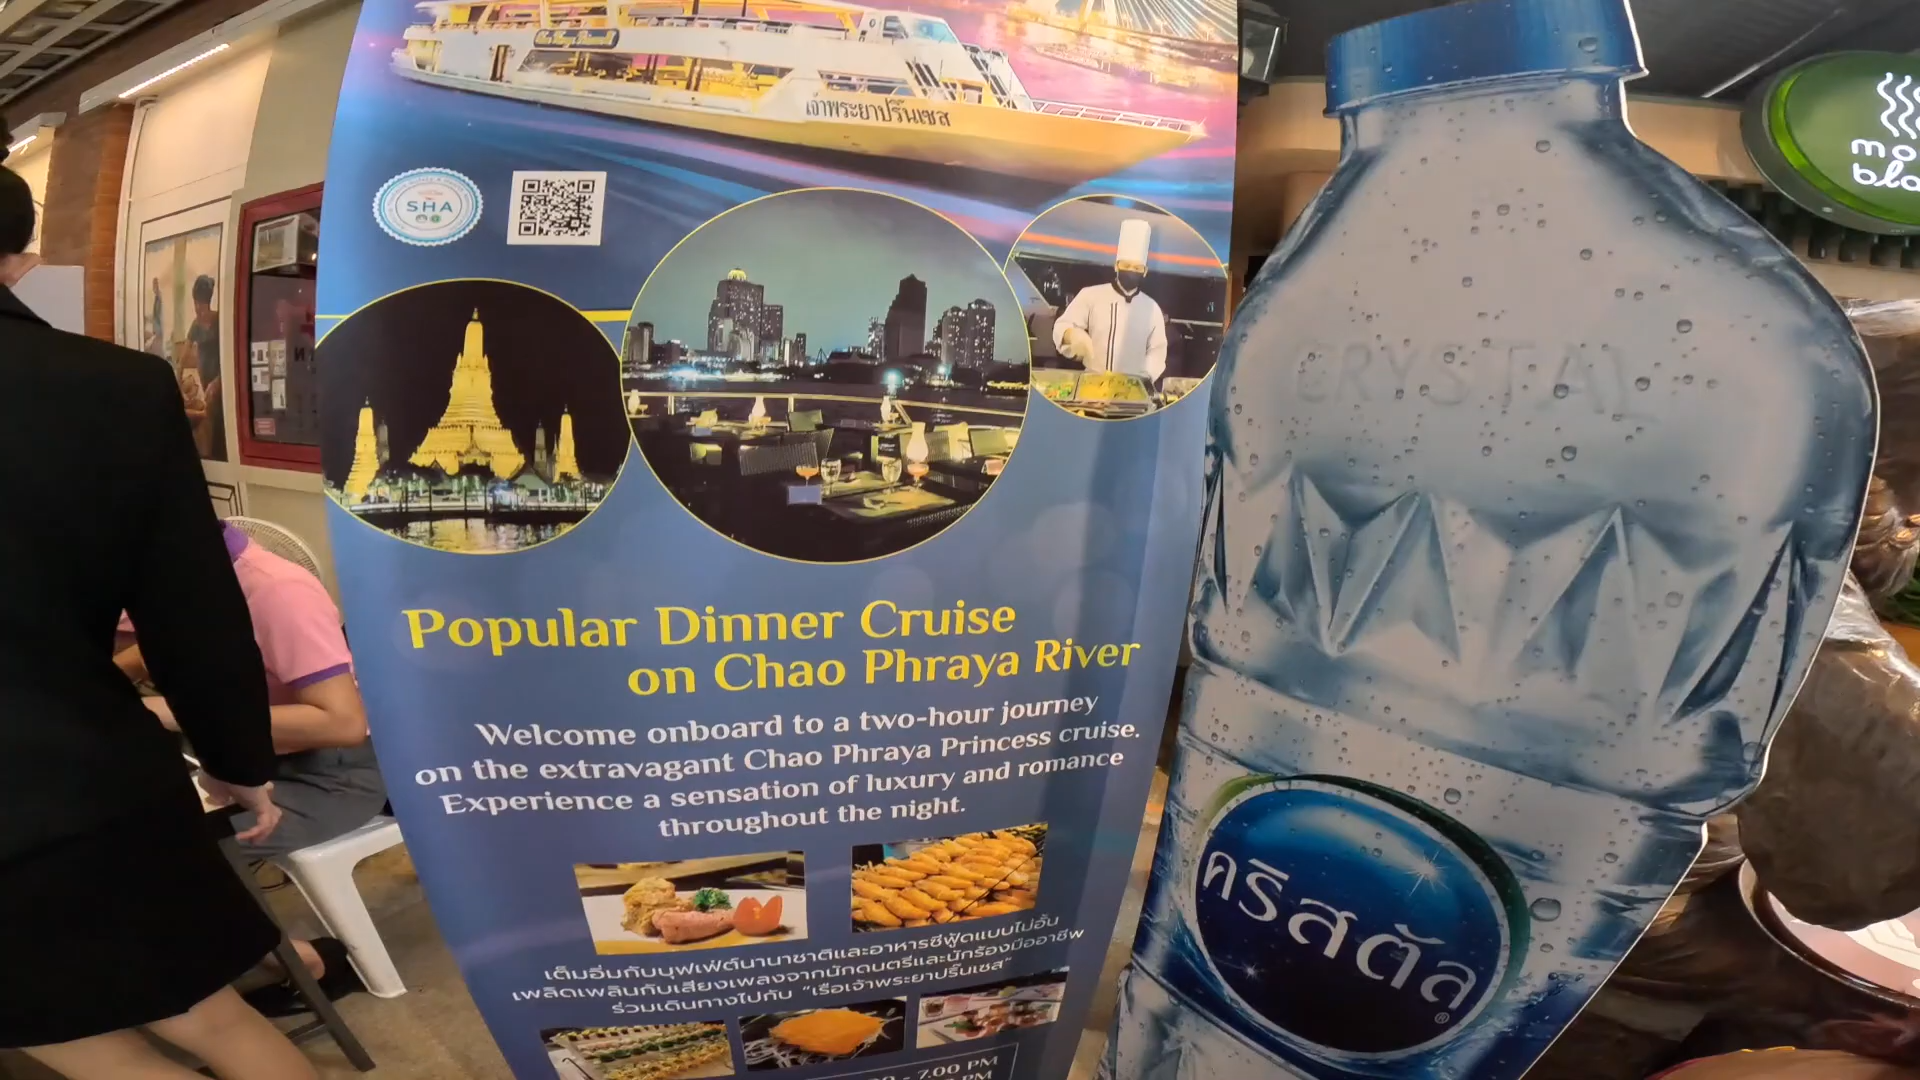 เจ้าพระยาปริ๊นเซส
SHA
Popular Dinner Cruise
on Chao Phraya River
Welcome onboard to a two-hour journey
on the extravagant Chao Phraya Princess cruise.
Experience a sensation of luxury and romance
throughout the night.
เต็มอิ่มกับบุฟเฟ่ต์นานาชาติและอาหารซีฟู้ดแบบไม่อั้น
เพลิดเพลินกับเสียงเพลงจากนักดนตรีและนักร้องมืออาชีพ
ร่วมเดินทางไปกับ "เรือเจ้าพระยาปริ๊นเซส"
- 7.00 PM
PM
CRYSTAL
คริสตัล
®
mo
bla